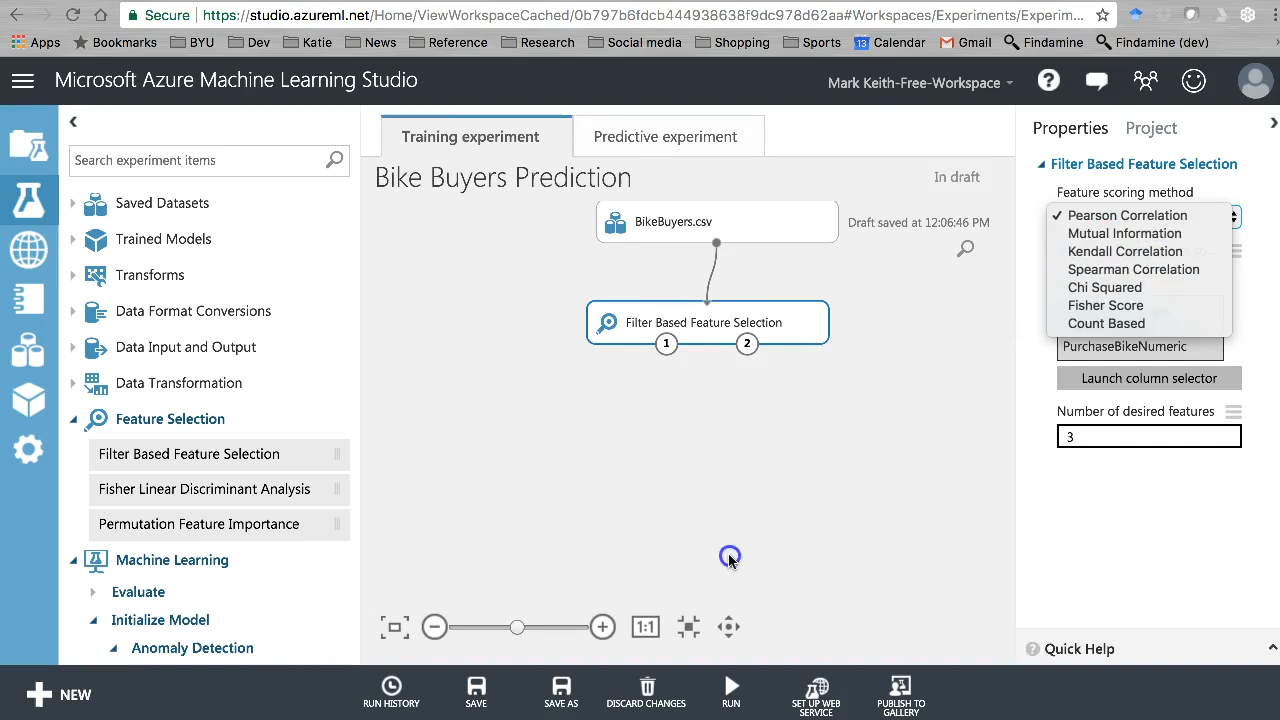 Secure
https://studio.azureml.net/Home/ViewWorkspaceCached/0b797b6fdcb444938638f9dc978d62aa#Workspaces/Experiments/Experim...
Apps
Bookmarks
BYU
Dev
Katie
News
Reference
Research
Social media
Shopping
Sports
13
Calendar
Gmail
Findamine
Findamine (dev)
Microsoft Azure Machine Learning Studio
Mark Keith-Free-Workspace
?
Search experiment items
Saved Datasets
Trained Models
Transforms
Data Format Conversions
Data Input and Output
Data Transformation
Feature Selection
Filter Based Feature Selection
Fisher Linear Discriminant Analysis
Permutation Feature Importance
Machine Learning
Evaluate
Initialize Model
Anomaly Detection
Training experiment
Predictive experiment
Bike Buyers Prediction
In draft
BikeBuyers.csv
Draft saved at 12:06:46 PM
Filter Based Feature Selection
1
2
1:1
Properties
Project
Filter Based Feature Selection
Feature scoring method
Pearson Correlation
Mutual Information
Kendall Correlation
Spearman Correlation
Chi Squared
Fisher Score
Count Based
PurchaseBikeNumeric
Launch column selector
Number of desired features
3
? Quick Help
NEW
RUN HISTORY
SAVE
SAVE AS
DISCARD CHANGES
RUN
SET UP WEB
SERVICE
PUBLISH TO
GALLERY